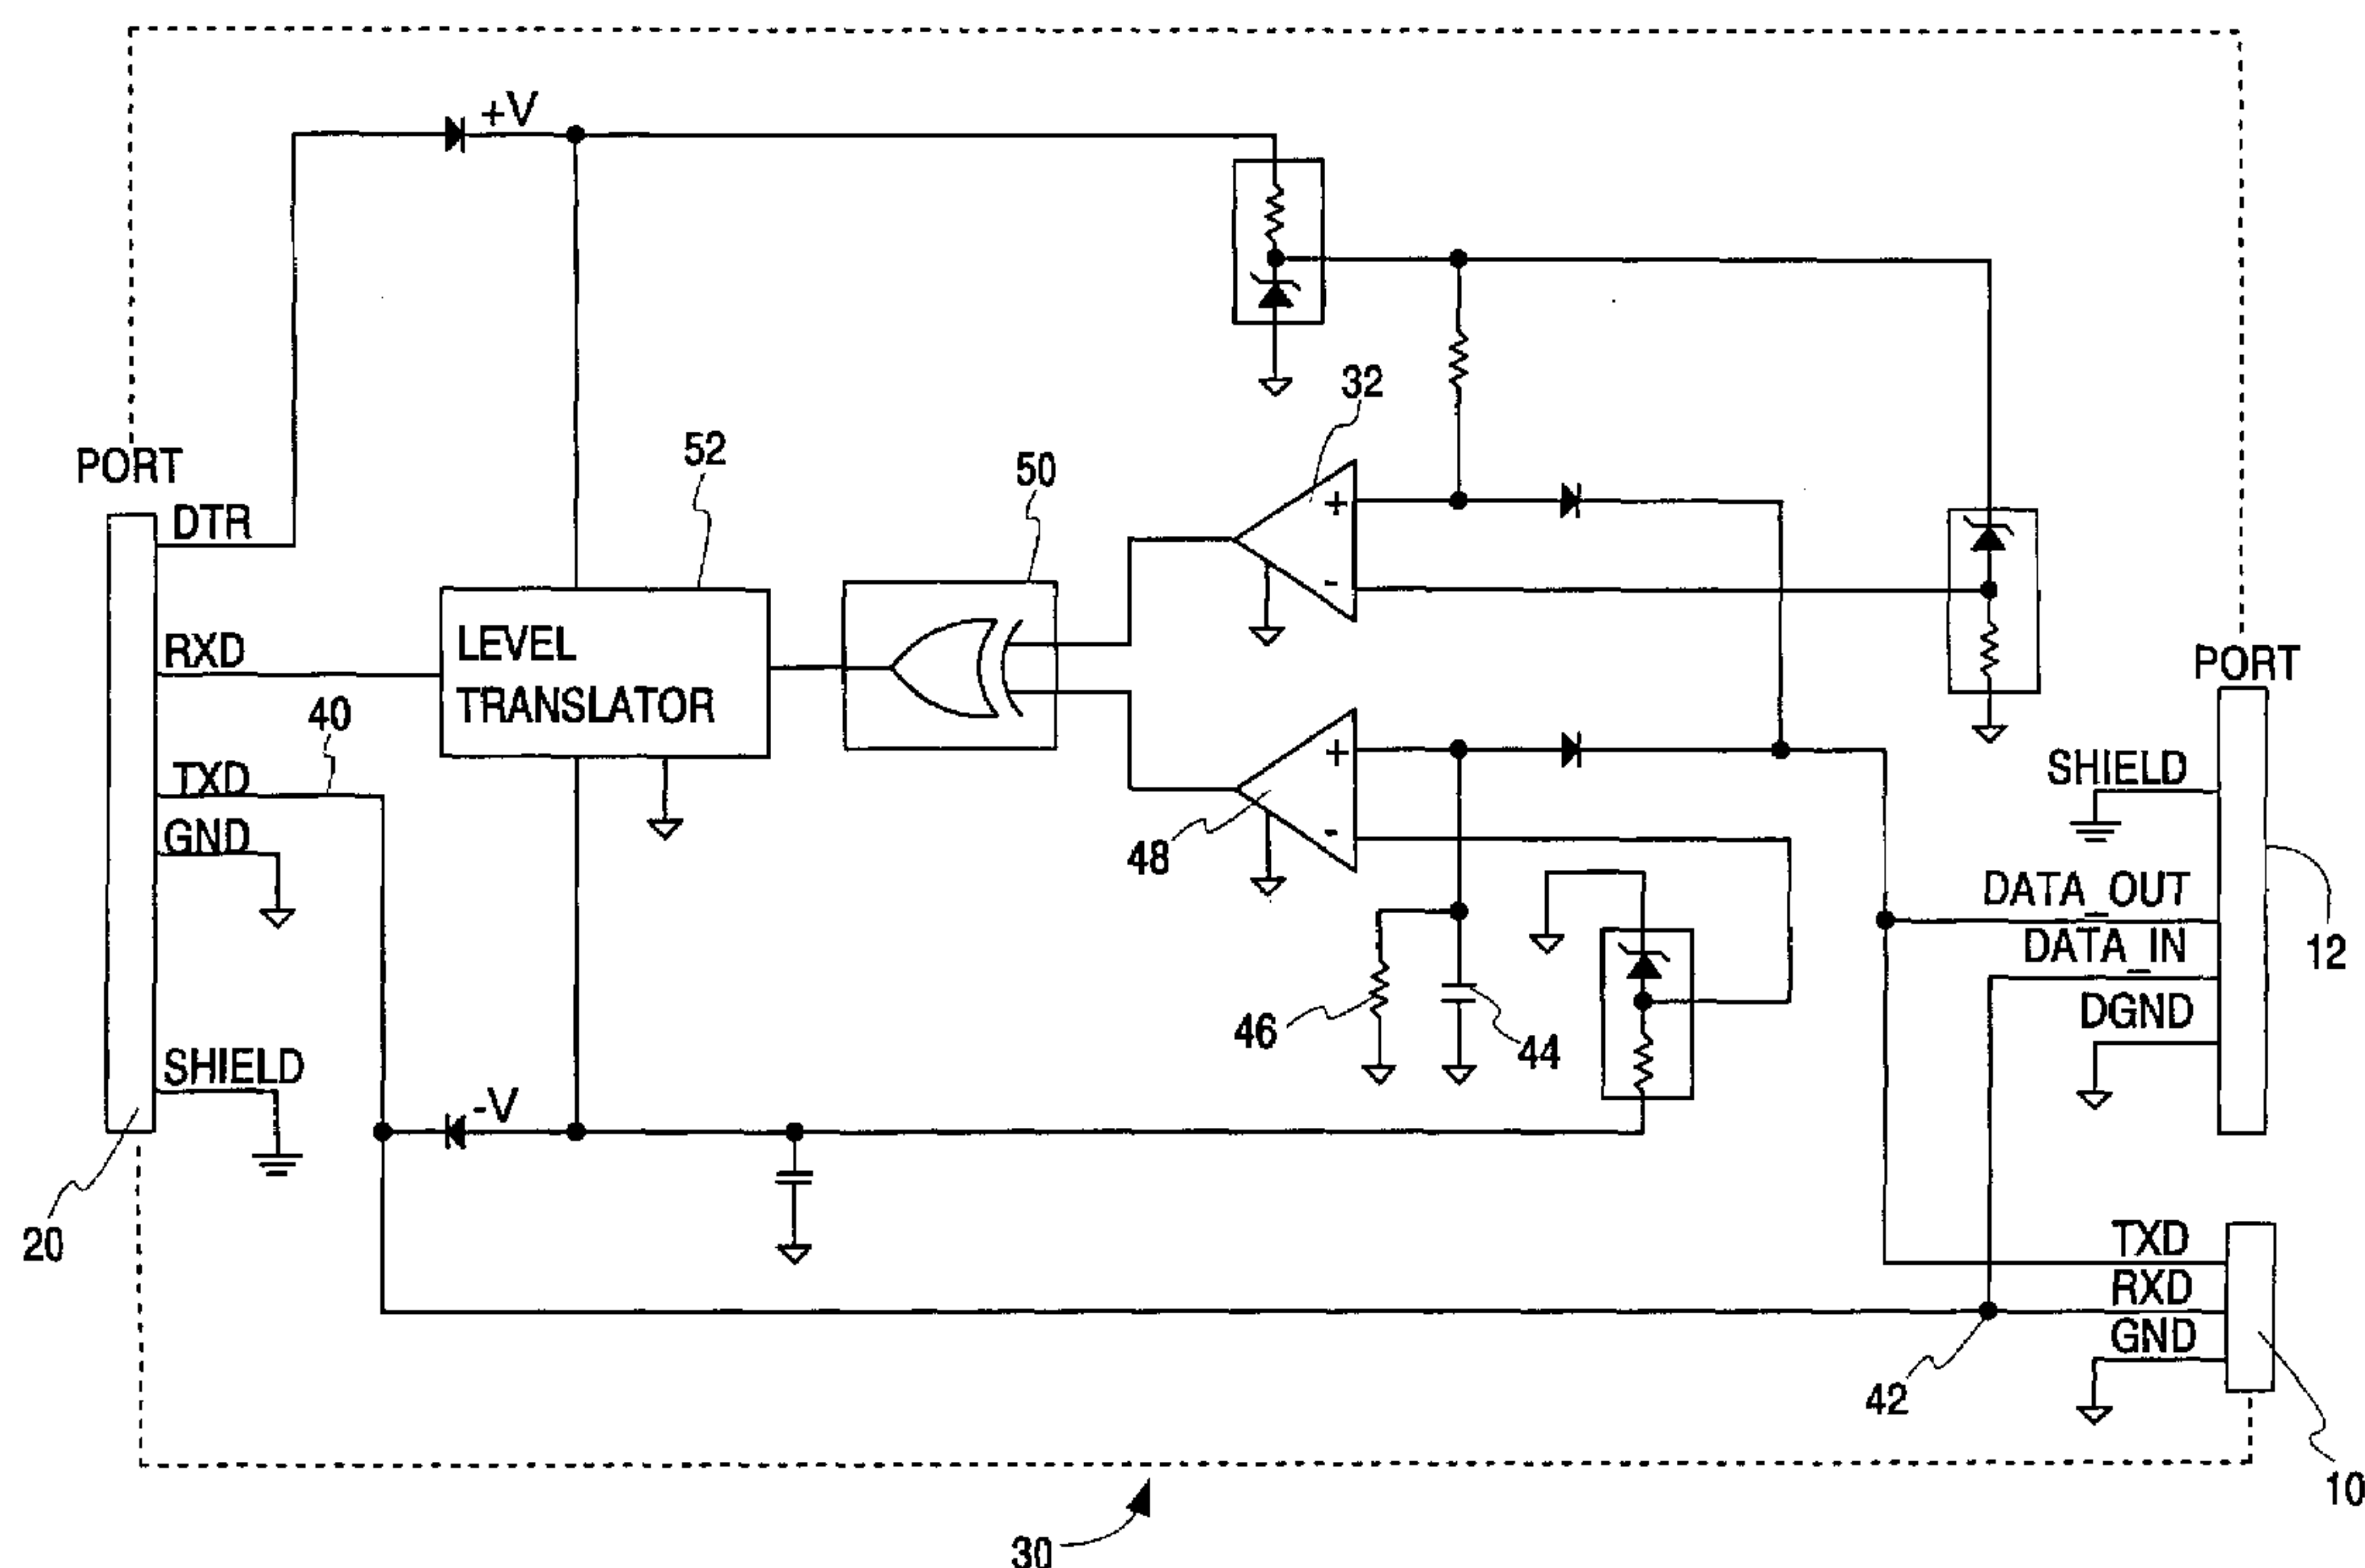 +V
32
PORT
52
50
DTR
+
-
PORT
RXD
LEVEL
TRANSLATOR
40
TXD
+
SHIELD
GND
-
48
DATA_OUT
12
DATA_IN
DGND
46
44
SHIELD
-V
20
TXD
RXD
GND
42
10
30